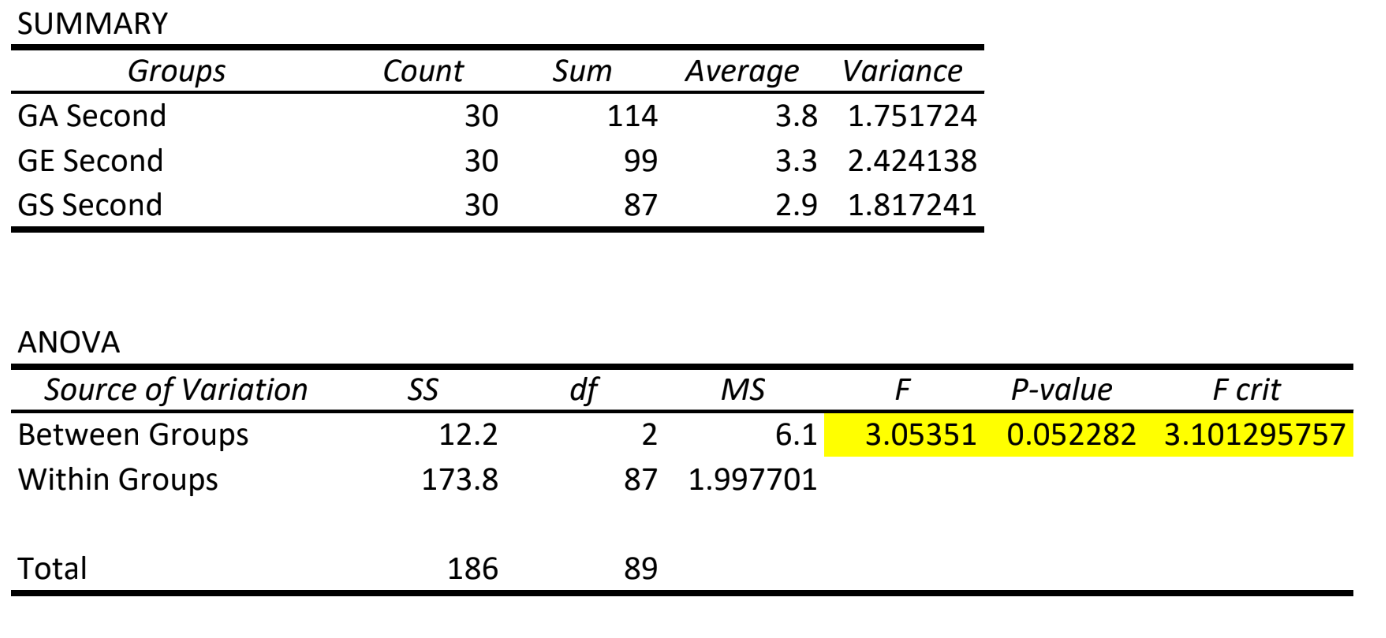 SUMMARY
Groups Count Sum Average Variance
GA Second 30 114 3.8 1.751724
GE Second 30 99 3.3 2.424138
GS Second 30 87 2.9 1.817241
ANOVA
Source of Variation SS df MS F P-value F crit
Between Groups 12.2 2 6.1 3.05351 0.052282 3.101295757
Within Groups 173.8 87 1.997701
Total 186 89